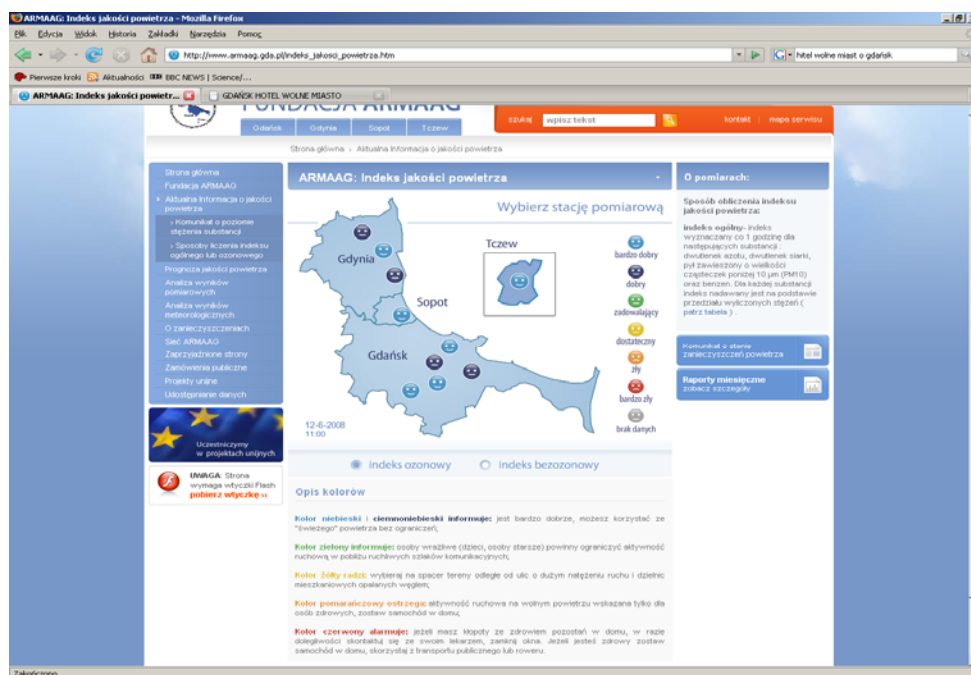 ARMAAG: Indeks jakości powietrza - Mozilla Firefox
Plik Edycja Widok Historia Zakładki Narzędzia Pomoc
http://www.armaag.gda.pl/indeks_jakosci_powietrza.htm
hitel wolne miast o gdańsk
Pierwsze kroki Aktualności BBC NEWS | Science/...
ARMAAG: Indeks jakości powietr... GDAŃSK HOTEL WOLNE MIASTO
FUNDACJA ARMAAG
Gdańsk Gdynia Sopot Tczew
szukaj wpisz tekst kontakt | mapa serwisu
Strona główna › Aktualna informacja o jakości powietrza
Strona główna
Fundacja ARMAAG
Aktualna informacja o jakości
powietrza
› Komunikat o poziomie
stężenia substancji
› Sposoby liczenia indeksu
ogólnego lub ozonowego
Prognoza jakości powietrza
Analiza wyników
pomiarowych
Analiza wyników
meteorologicznych
O zanieczyszczeniach
Sieć ARMAAG
Zaprzyjaźnione strony
Zamówienia publiczne
Projekty unijne
Udostępnianie danych
Uczestniczymy
w projektach unijnych
UWAGA: Strona
wymaga wtyczki Flash
pobierz wtyczkę »
ARMAAG: Indeks jakości powietrza -
Wybierz stację pomiarową
Gdynia
Sopot
Gdańsk
Tczew
bardzo dobry
dobry
zadowalający
dostateczny
zły
bardzo zły
brak danych
12-6-2008
11:00
indeks ozonowy indeks bezozonowy
Opis kolorów
Kolor niebieski i ciemnoniebieski informuje: jest bardzo dobrze, możesz korzystać ze
"świeżego" powietrza bez ograniczeń;
Kolor zielony informuje: osoby wrażliwe (dzieci, osoby starsze) powinny ograniczyć aktywność
ruchową w pobliżu ruchliwych szlaków komunikacyjnych;
Kolor żółty radzi: wybieraj na spacer tereny odległe od ulic o dużym natężeniu ruchu i dzielnic
mieszkaniowych opalanych węglem;
Kolor pomarańczowy ostrzega: aktywność ruchowa na wolnym powietrzu wskazana tylko dla
osób zdrowych, zostaw samochód w domu;
Kolor czerwony alarmuje: jeżeli masz kłopoty ze zdrowiem pozostań w domu, w razie
dolegliwości skontaktuj się ze swoim lekarzem, zamknij okna. Jeżeli jesteś zdrowy zostaw
samochód w domu, skorzystaj z transportu publicznego lub roweru.
O pomiarach:
Sposób obliczenia indeksu
jakości powietrza:
indeks ogólny- indeks
wyznaczany co 1 godzinę dla
następujących substancji :
dwutlenek azotu, dwutlenek siarki,
pył zawieszony o wielkości
cząsteczek poniżej 10 µm (PM10)
oraz benzen. Dla każdej substancji
indeks nadawany jest na podstawie
przedziału wyliczonych stężeń (
patrz tabela ) .
Komunikat o stanie
zanieczyszczeń powietrza
Raporty miesięczne
zobacz szczegóły
Zakończono